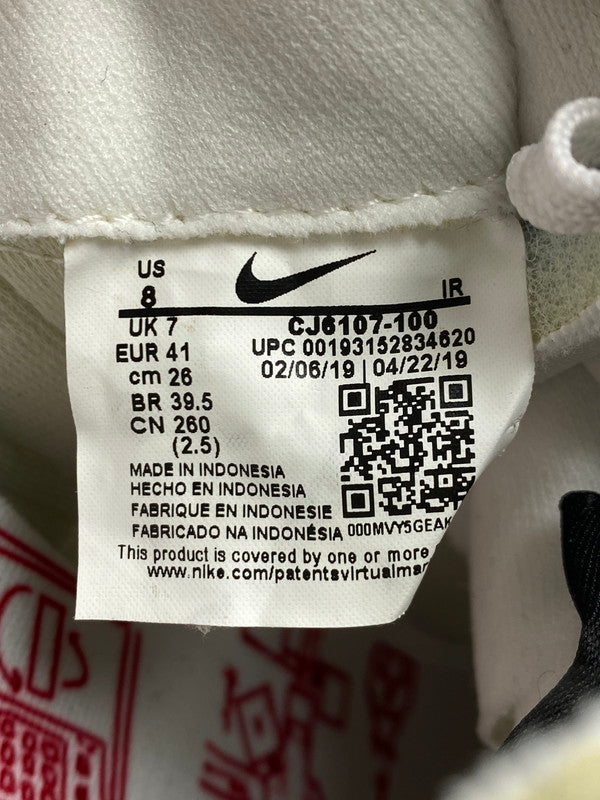 US
8
IR
UK 7
CJ6107-100
EUR 41
UPC 00193152834620
cm 26
02/06/19 | 04/22/19
BR 39.5
CN 260
(2.5)
MADE IN INDONESIA
HECHO EN INDONESIA
FABRIQUE EN INDONESIE
FABRICADO NA INDONÉSIA 000MVY5GEAK
This product is covered by one or more
www.nike.com/patentsvirtualmar